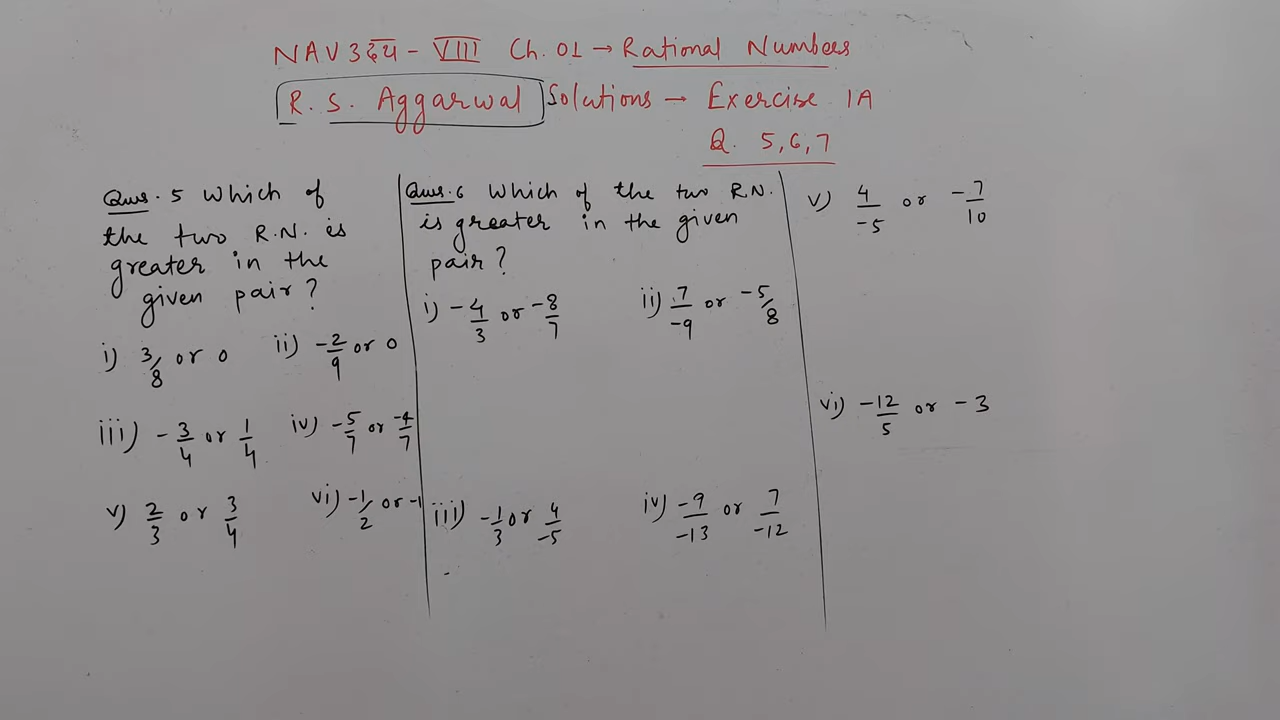 NAV उदय - VIII Ch. 01 → Rational Numbers
R. S. Aggarwal Solutions → Exercise 1A
Q. 5,6,7
Ques. 5 Which of
the two R.N. is
greater in the
given pair?
i) 3/8 or 0 ii) -2/9 or 0
iii) -3/4 or 1/4 iv) -5/7 or -4/7
v) 2/3 or 3/4 vi) -1/2 or -1
Ques. 6 Which of the two R.N.
is greater in the given
pair?
i) -4/3 or -8/7 ii) 7/-9 or -5/8
iii) -1/3 or 4/-5 iv) -9/-13 or 7/-12
v) 4/-5 or -7/10
vi) -12/5 or -3